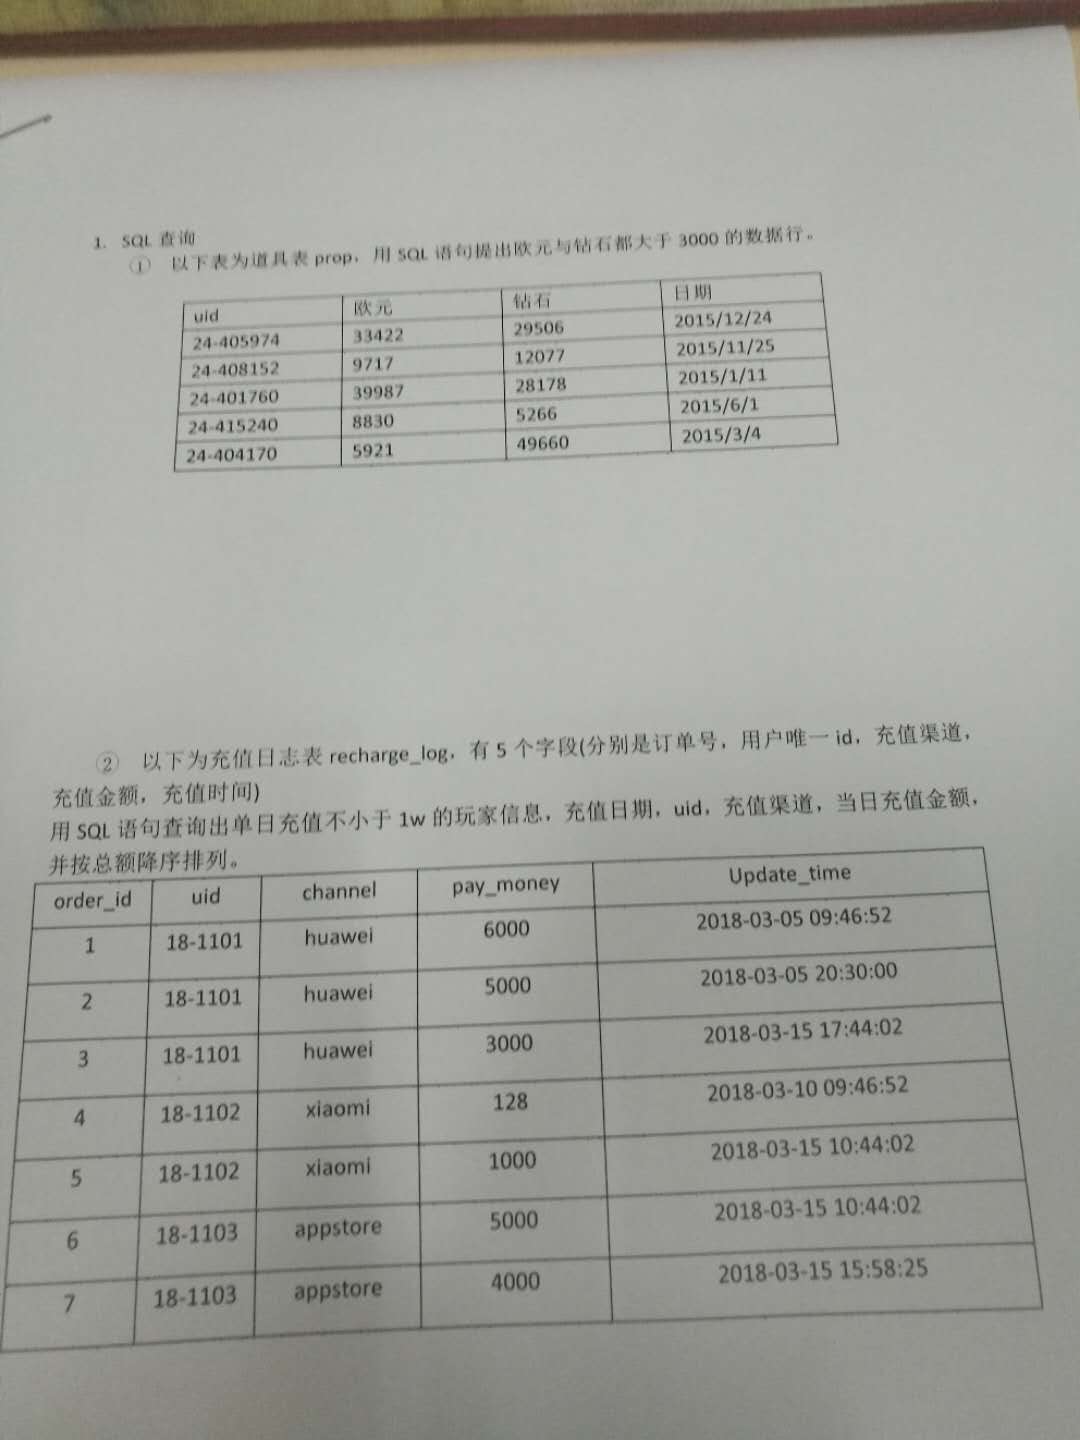 1. SQL 查询
① 以下表为道具表 prop，用 SQL 语句提出欧元与钻石都大于 3000 的数据行。
uid 欧元 钻石 日期
24-405974 33422 29506 2015/12/24
24-408152 9717 12077 2015/11/25
24-401760 39987 28178 2015/1/11
24-415240 8830 5266 2015/6/1
24-404170 5921 49660 2015/3/4
② 以下为充值日志表 recharge_log，有 5 个字段(分别是订单号，用户唯一 id，充值渠道，
充值金额，充值时间)
用 SQL 语句查询出单日充值不小于 1w 的玩家信息，充值日期，uid，充值渠道，当日充值金额，
并按总额降序排列。
order_id uid channel pay_money Update_time
1 18-1101 huawei 6000 2018-03-05 09:46:52
2 18-1101 huawei 5000 2018-03-05 20:30:00
3 18-1101 huawei 3000 2018-03-15 17:44:02
4 18-1102 xiaomi 128 2018-03-10 09:46:52
5 18-1102 xiaomi 1000 2018-03-15 10:44:02
6 18-1103 appstore 5000 2018-03-15 10:44:02
7 18-1103 appstore 4000 2018-03-15 15:58:25